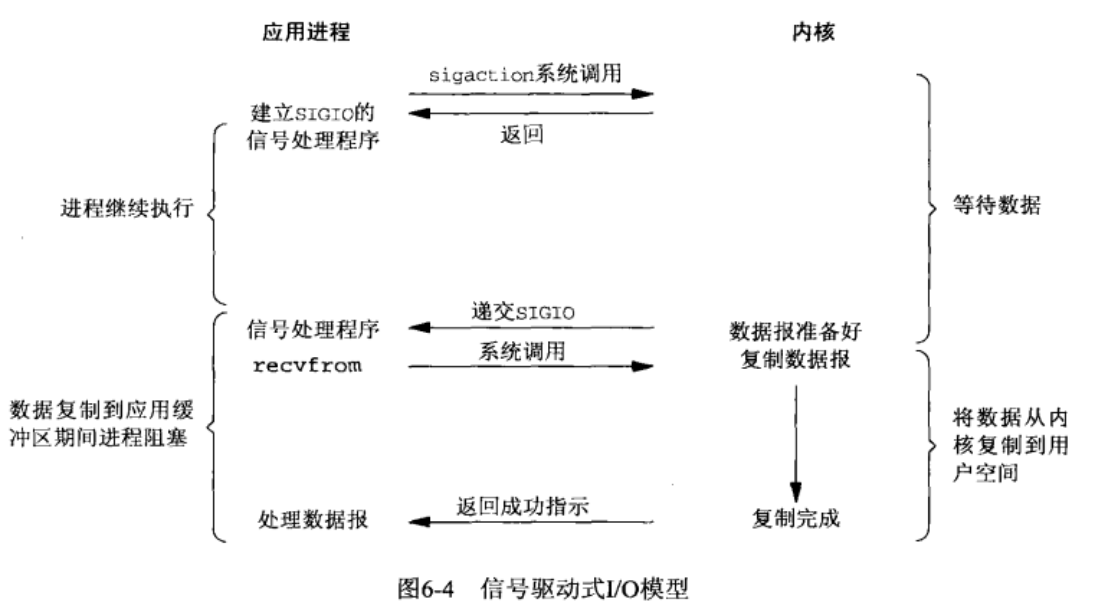 应用进程
内核
sigaction系统调用
建立SIGIO的
信号处理程序
返回
进程继续执行
等待数据
递交SIGIO
信号处理程序
数据报准备好
系统调用
recvfrom
复制数据报
数据复制到应用缓
冲区期间进程阻塞
将数据从内
核复制到用
户空间
返回成功指示
处理数据报
复制完成
图6-4 信号驱动式I/O模型